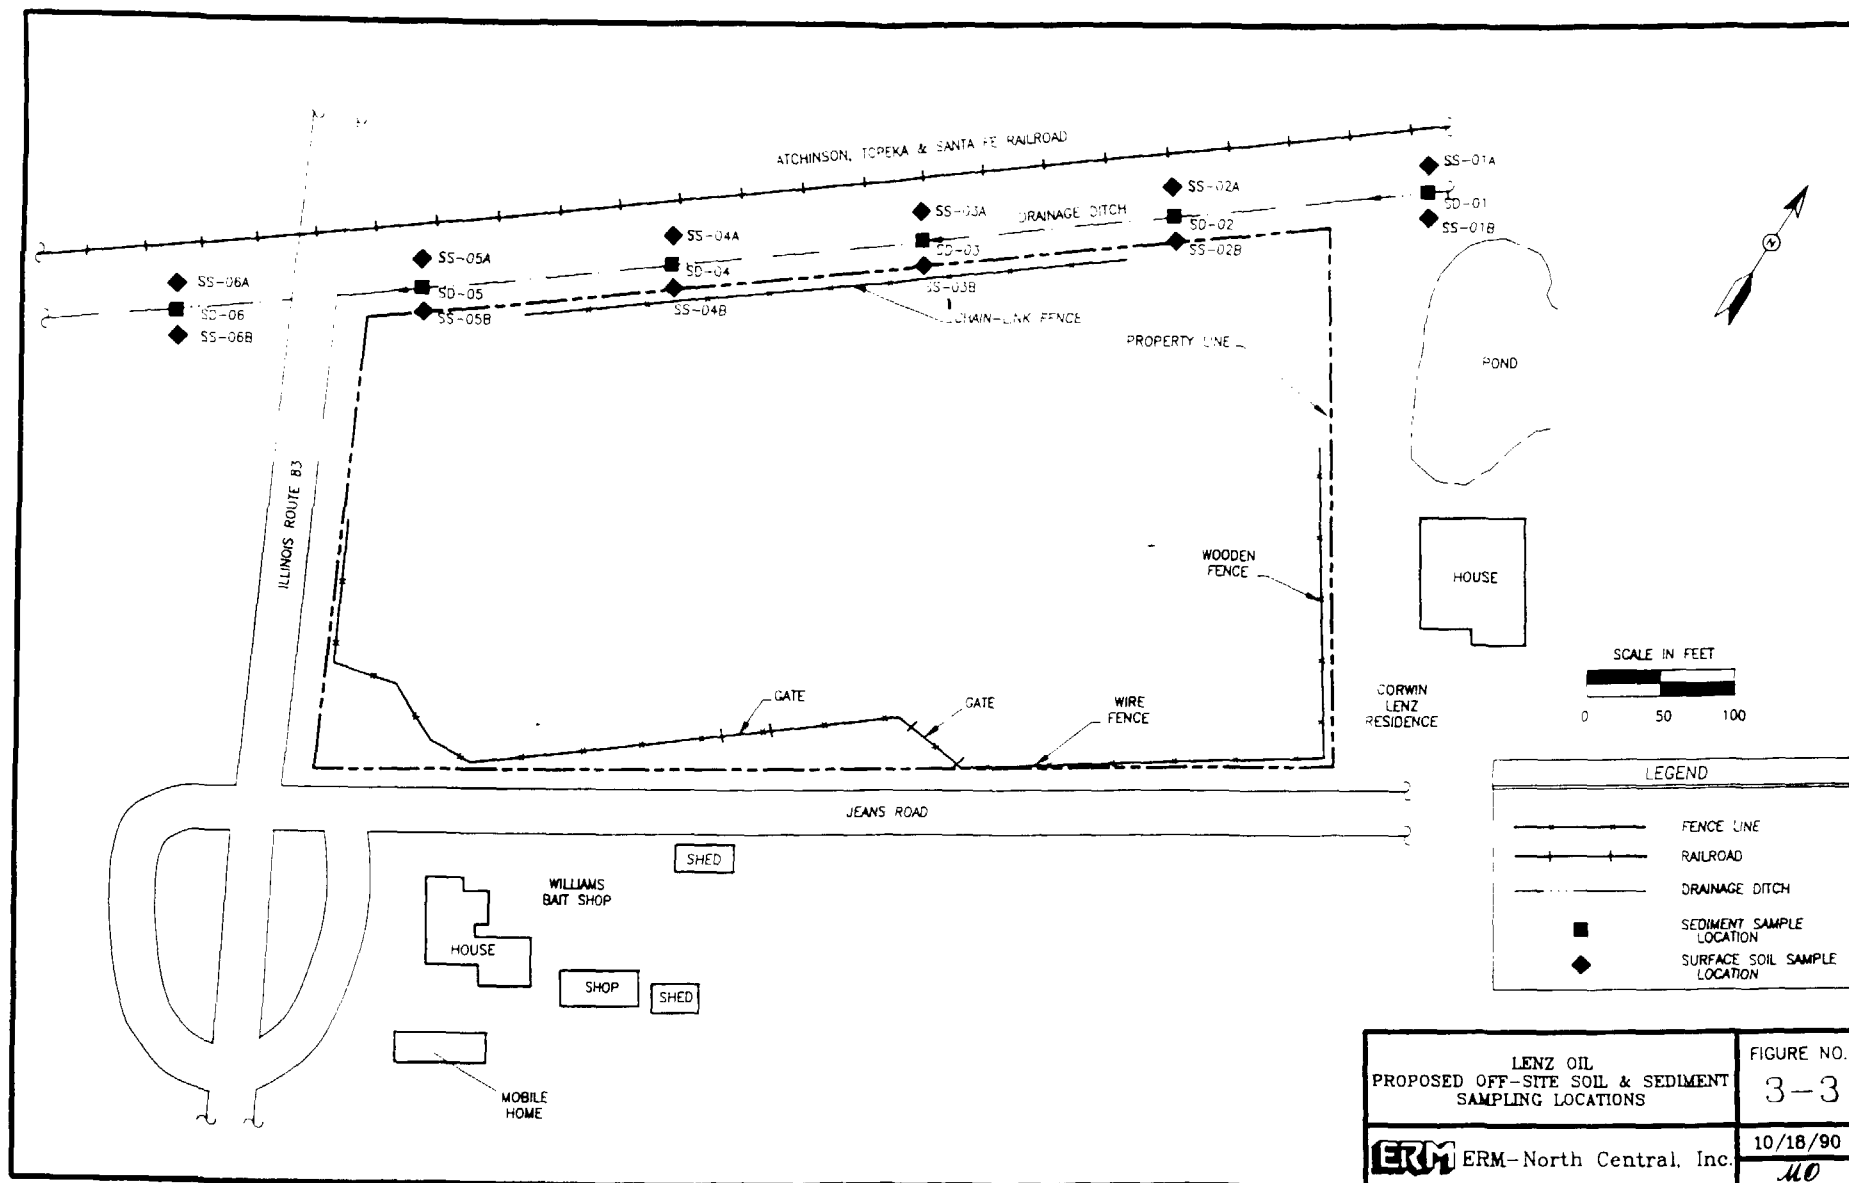 ATCHINSON, TOPEKA & SANTA FE RAILROAD
SS-01A
SD-01
SS-01B
SS-02A
SD-02
SS-02B
DRAINAGE DITCH
SS-03A
SD-03
SS-03B
SS-04A
SD-04
SS-04B
SS-05A
SD-05
SS-05B
SS-06A
SD-06
SS-06B
CHAIN-LINK FENCE
PROPERTY LINE
N
POND
ILLINOIS ROUTE 83
WOODEN
FENCE
HOUSE
SCALE IN FEET
0 50 100
GATE
GATE
WIRE
FENCE
CORWIN
LENZ
RESIDENCE
JEANS ROAD
LEGEND
FENCE LINE
RAILROAD
DRAINAGE DITCH
SEDIMENT SAMPLE
LOCATION
SURFACE SOIL SAMPLE
LOCATION
SHED
WILLIAMS
BAIT SHOP
HOUSE
SHOP
SHED
MOBILE
HOME
LENZ OIL
PROPOSED OFF-SITE SOIL & SEDIMENT
SAMPLING LOCATIONS
FIGURE NO.
3-3
ERM ERM-North Central, Inc.
10/18/90
MO